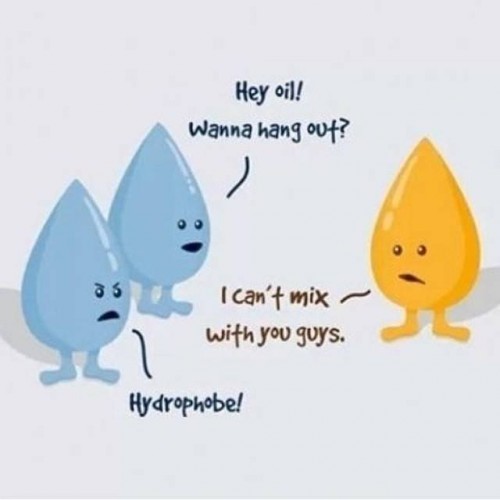 Hey oil!
Wanna hang out?
I can't mix
with you guys.
Hydrophobe!